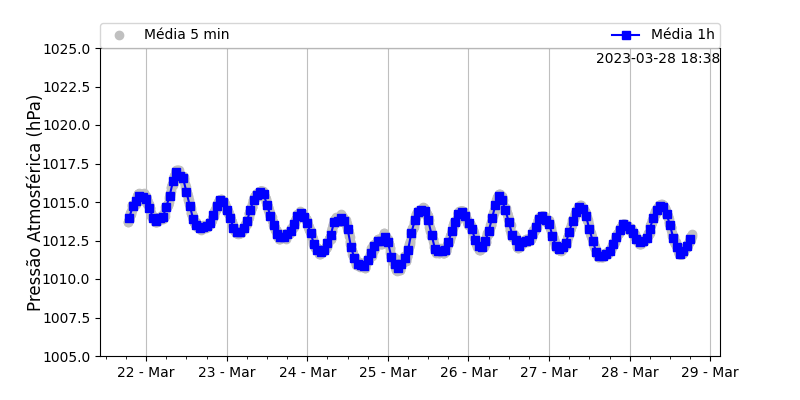 Média 5 min
Média 1h
2023-03-28 18:38
Pressão Atmosférica (hPa)
1025.0
1022.5
1020.0
1017.5
1015.0
1012.5
1010.0
1007.5
1005.0
22 - Mar
23 - Mar
24 - Mar
25 - Mar
26 - Mar
27 - Mar
28 - Mar
29 - Mar